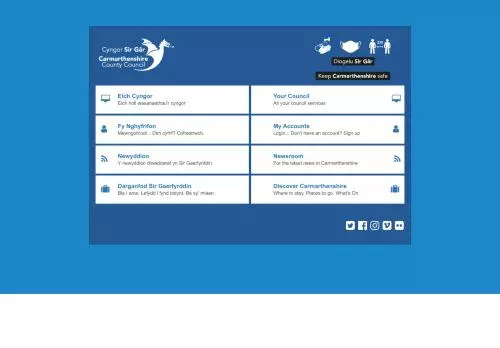 Cyngor Sir Gâr
Carmarthenshire
County Council
Diogelu Sir Gâr
Keep Carmarthenshire safe
Eich Cyngor
Eich holl wasanaethau'r cyngor
Your Council
All your council services
Fy Nghyfrifon
Mewngofnodi... Dim cyfrif? Cofrestrwch.
My Accounts
Login... Don't have an account? Sign up
Newyddion
Y newyddion diweddaraf yn Sir Gaerfyrddin
Newsroom
For the latest news in Carmarthenshire
Darganfod Sir Gaerfyrddin
Ble i aros. Lefydd i fynd iddynt. Be sy' mlaen.
Discover Carmarthenshire
Where to stay. Places to go. What's On